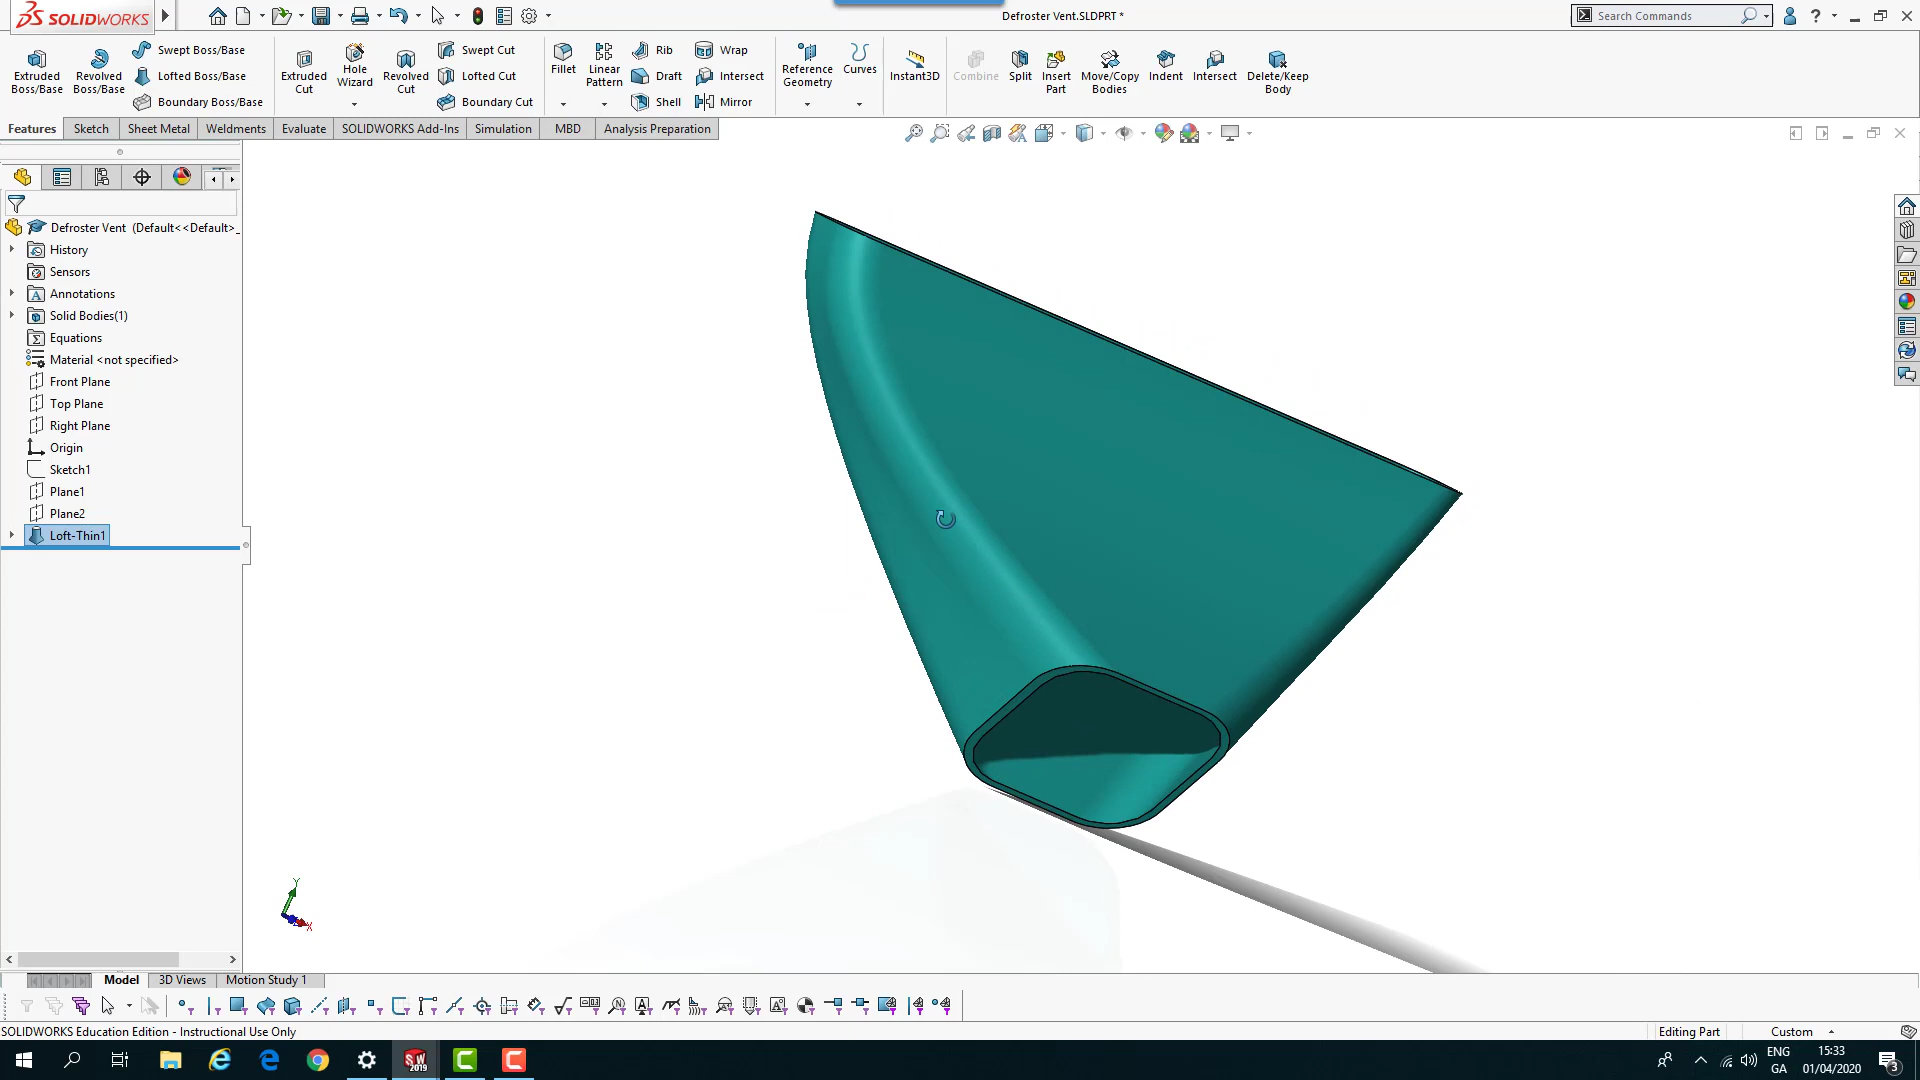 SOLIDWORKS
Defroster Vent.SLDPRT *
Search Commands
Extruded Boss/Base
Revolved Boss/Base
Swept Boss/Base
Lofted Boss/Base
Boundary Boss/Base
Extruded Cut
Hole Wizard
Revolved Cut
Swept Cut
Lofted Cut
Boundary Cut
Fillet
Linear Pattern
Rib
Draft
Shell
Wrap
Intersect
Mirror
Reference Geometry
Curves
Instant3D
Combine
Split
Insert Part
Move/Copy Bodies
Indent
Intersect
Delete/Keep Body
Features
Sketch
Sheet Metal
Weldments
Evaluate
SOLIDWORKS Add-Ins
Simulation
MBD
Analysis Preparation
Defroster Vent (Default<<Default>_
History
Sensors
Annotations
Solid Bodies(1)
Equations
Material <not specified>
Front Plane
Top Plane
Right Plane
Origin
Sketch1
Plane1
Plane2
Loft-Thin1
Y
X
Model
3D Views
Motion Study 1
SOLIDWORKS Education Edition - Instructional Use Only
Editing Part
Custom
SW
2019
ENG
GA
15:33
01/04/2020
3